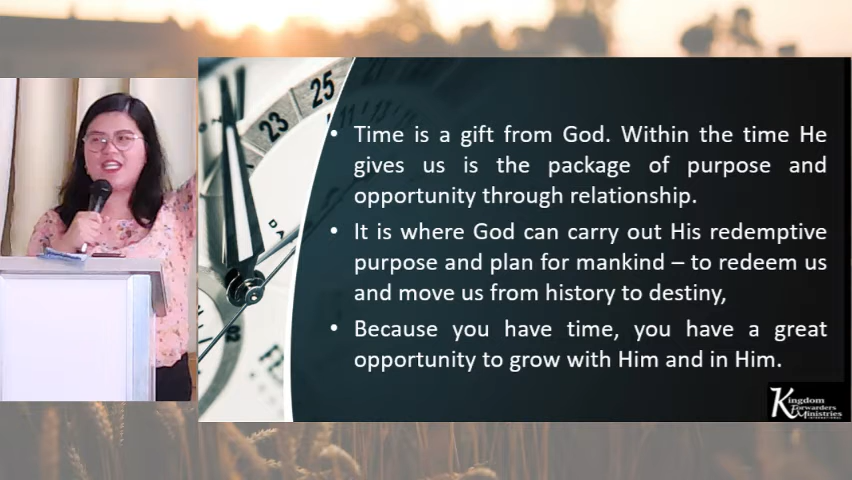 • Time is a gift from God. Within the time He
gives us is the package of purpose and
opportunity through relationship.
• It is where God can carry out His redemptive
purpose and plan for mankind – to redeem us
and move us from history to destiny,
• Because you have time, you have a great
opportunity to grow with Him and in Him.
23
25
Kingdom
Forwarders
Ministries
INTERNATIONAL